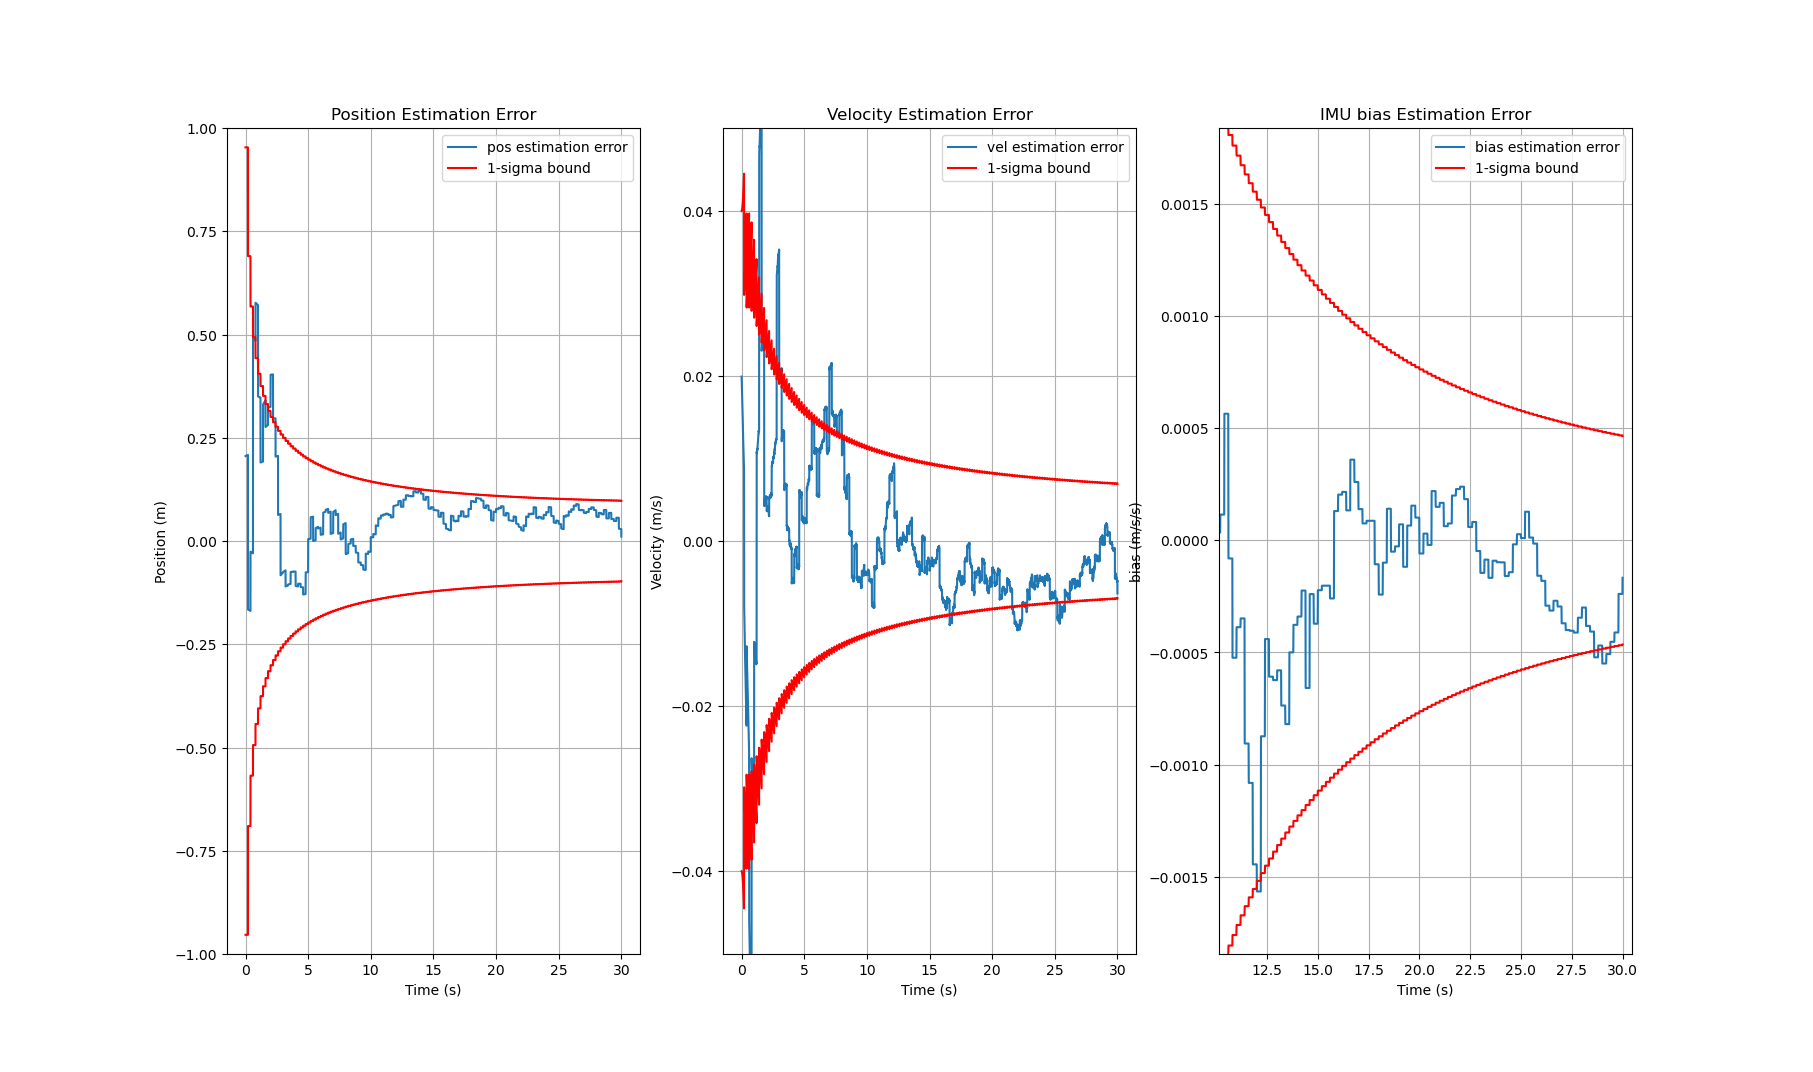 Position Estimation Error
pos estimation error
1-sigma bound
1.00
0.75
0.50
0.25
0.00
−0.25
−0.50
−0.75
−1.00
Position (m)
0 5 10 15 20 25 30
Time (s)
Velocity Estimation Error
vel estimation error
1-sigma bound
0.04
0.02
0.00
−0.02
−0.04
Velocity (m/s)
0 5 10 15 20 25 30
Time (s)
IMU bias Estimation Error
bias estimation error
1-sigma bound
0.0015
0.0010
0.0005
0.0000
−0.0005
−0.0010
−0.0015
bias (m/s/s)
12.5 15.0 17.5 20.0 22.5 25.0 27.5 30.0
Time (s)